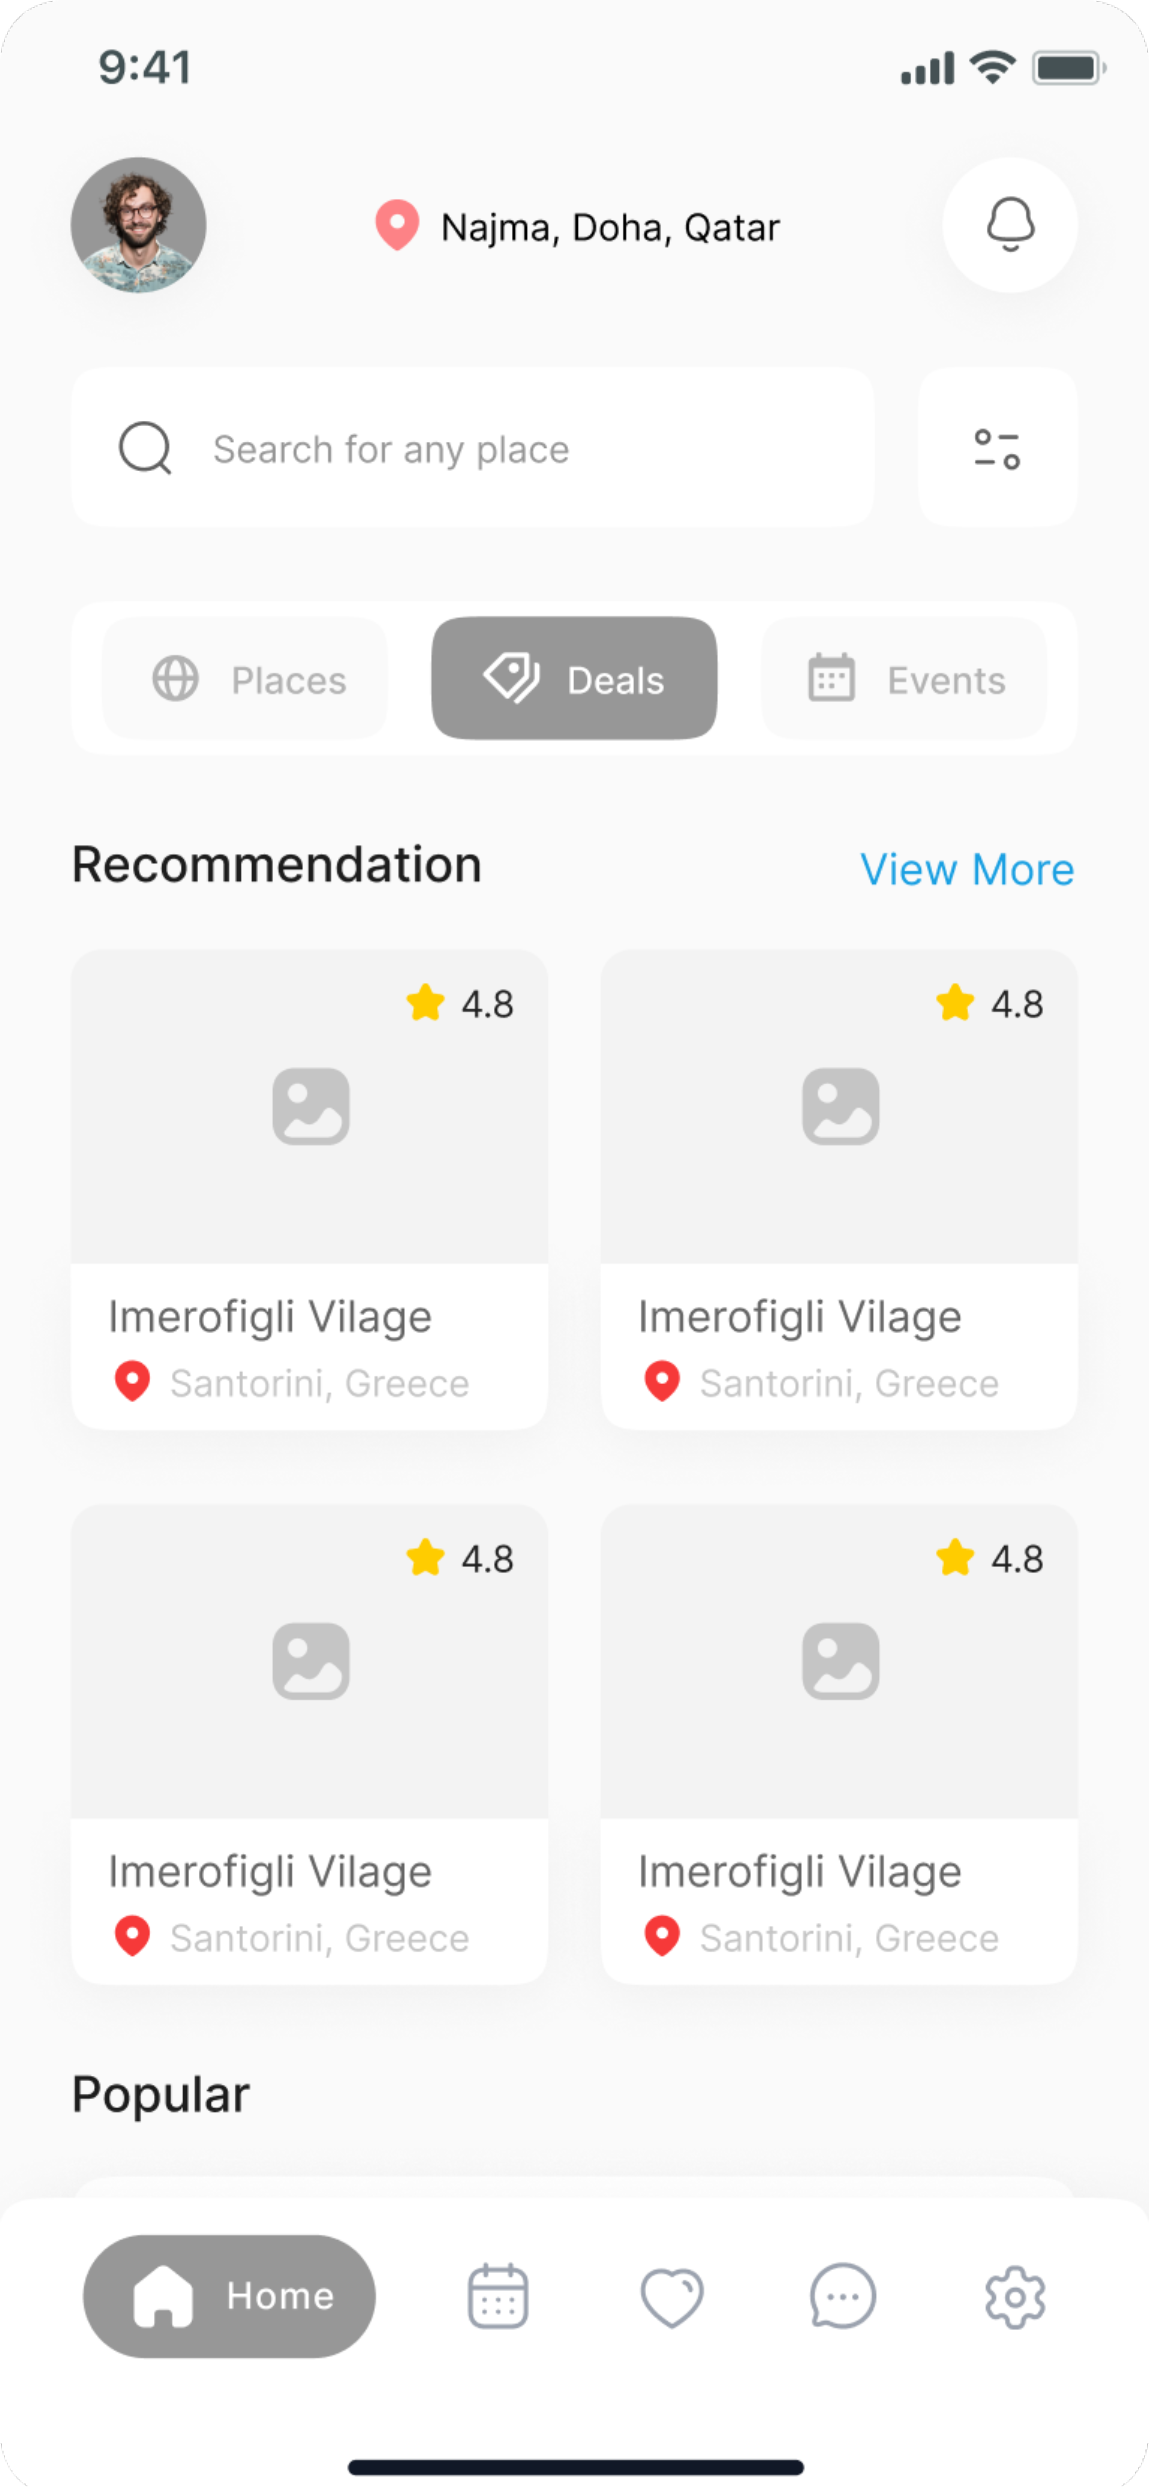 9:41
Najma, Doha, Qatar
Search for any place
Places
Deals
Events
Recommendation
View More
4.8
4.8
Imerofigli Vilage
Santorini, Greece
Imerofigli Vilage
Santorini, Greece
4.8
4.8
Imerofigli Vilage
Santorini, Greece
Imerofigli Vilage
Santorini, Greece
Popular
Home